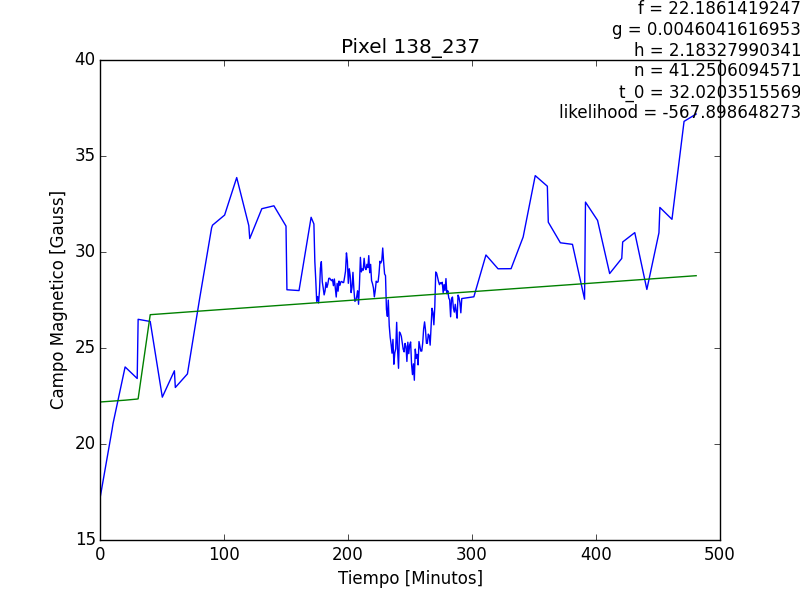 f = 22.1861419247
g = 0.0046041616953
h = 2.18327990341
n = 41.2506094571
t_0 = 32.0203515569
likelihood = -567.898648273
Pixel 138_237
40
35
30
25
20
15
Campo Magnetico [Gauss]
0 100 200 300 400 500
Tiempo [Minutos]